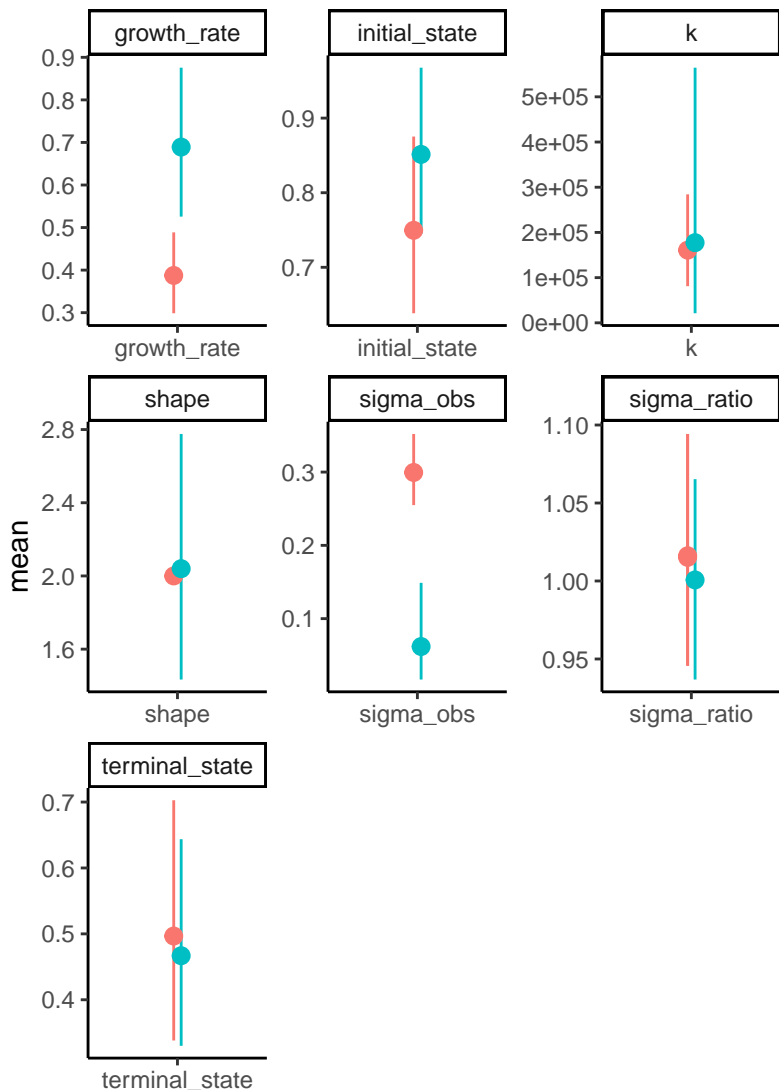 growth_rate
initial_state
k
0.9
0.8
0.7
0.6
0.5
0.4
0.3
0.9
0.8
0.7
5e+05
4e+05
3e+05
2e+05
1e+05
0e+00
growth_rate
initial_state
k
shape
sigma_obs
sigma_ratio
mean
2.8
2.4
2.0
1.6
0.3
0.2
0.1
1.10
1.05
1.00
0.95
shape
sigma_obs
sigma_ratio
terminal_state
0.7
0.6
0.5
0.4
terminal_state